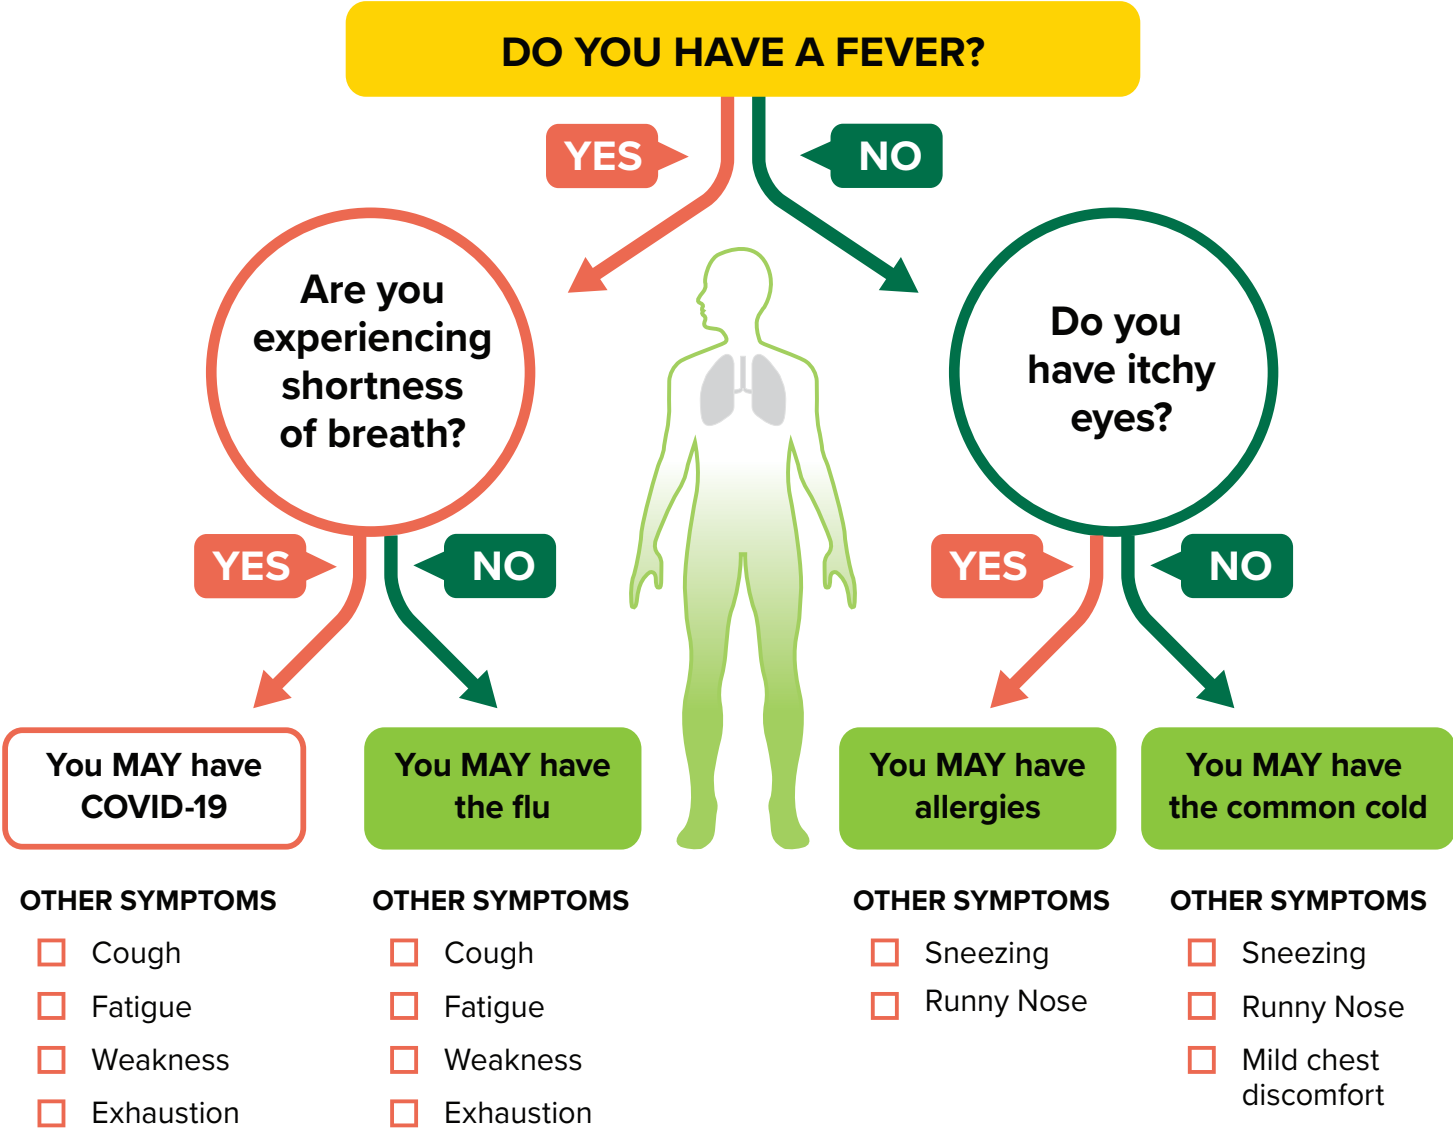 DO YOU HAVE A FEVER?
YES
NO
Are you
experiencing
shortness
of breath?
Do you
have itchy
eyes?
YES
NO
YES
NO
You MAY have
COVID-19
You MAY have
the flu
You MAY have
allergies
You MAY have
the common cold
OTHER SYMPTOMS
Cough
Fatigue
Weakness
Exhaustion
OTHER SYMPTOMS
Cough
Fatigue
Weakness
Exhaustion
OTHER SYMPTOMS
Sneezing
Runny Nose
OTHER SYMPTOMS
Sneezing
Runny Nose
Mild chest
discomfort